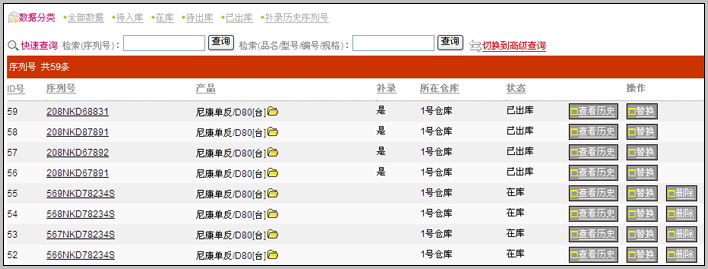 数据分类 •全部数据 •待入库 •在库 •待出库 •已出库 •补录历史序列号
快速查询 检索(序列号)： 查询 检索(品名/型号/编号/规格)： 查询 切换到高级查询
序列号 共59条
ID号 序列号 产品 补录 所在仓库 状态 操作
59 208NKD68831 尼康单反/D80[台] 是 1号仓库 已出库 查看历史 替换
58 208NKD87891 尼康单反/D80[台] 是 1号仓库 已出库 查看历史 替换
57 208NKD67892 尼康单反/D80[台] 是 1号仓库 已出库 查看历史 替换
56 208NKD67891 尼康单反/D80[台] 是 1号仓库 已出库 查看历史 替换
55 569NKD78234S 尼康单反/D80[台] 1号仓库 在库 查看历史 替换 删除
54 568NKD78234S 尼康单反/D80[台] 1号仓库 在库 查看历史 替换 删除
53 567NKD78234S 尼康单反/D80[台] 1号仓库 在库 查看历史 替换 删除
52 566NKD78234S 尼康单反/D80[台] 1号仓库 在库 查看历史 替换 删除